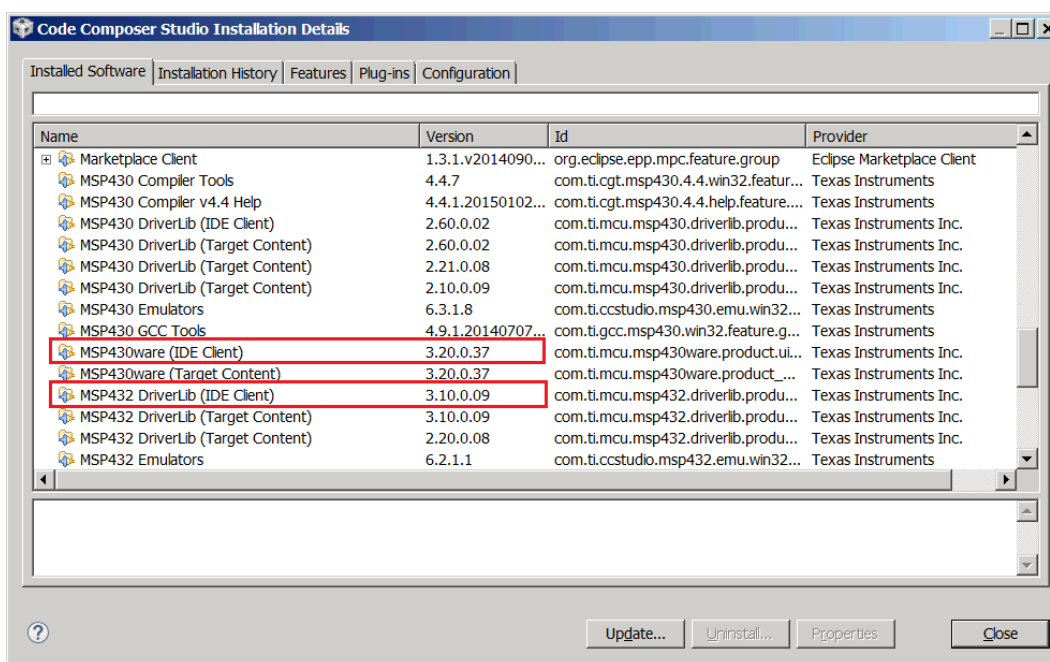 Code Composer Studio Installation Details
Installed Software Installation History Features Plug-ins Configuration
Name Version Id Provider
Marketplace Client 1.3.1.v2014090... org.eclipse.epp.mpc.feature.group Eclipse Marketplace Client
MSP430 Compiler Tools 4.4.7 com.ti.cgt.msp430.4.4.win32.featur... Texas Instruments
MSP430 Compiler v4.4 Help 4.4.1.20150102... com.ti.cgt.msp430.4.4.help.feature.... Texas Instruments
MSP430 DriverLib (IDE Client) 2.60.0.02 com.ti.mcu.msp430.driverlib.produ... Texas Instruments Inc.
MSP430 DriverLib (Target Content) 2.60.0.02 com.ti.mcu.msp430.driverlib.produ... Texas Instruments Inc.
MSP430 DriverLib (Target Content) 2.21.0.08 com.ti.mcu.msp430.driverlib.produ... Texas Instruments Inc.
MSP430 DriverLib (Target Content) 2.10.0.09 com.ti.mcu.msp430.driverlib.produ... Texas Instruments Inc.
MSP430 Emulators 6.3.1.8 com.ti.ccstudio.msp430.emu.win32... Texas Instruments
MSP430 GCC Tools 4.9.1.20140707... com.ti.gcc.msp430.win32.feature.g... Texas Instruments
MSP430ware (IDE Client) 3.20.0.37 com.ti.mcu.msp430ware.product.ui... Texas Instruments Inc.
MSP430ware (Target Content) 3.20.0.37 com.ti.mcu.msp430ware.product_... Texas Instruments Inc.
MSP432 DriverLib (IDE Client) 3.10.0.09 com.ti.mcu.msp432.driverlib.produ... Texas Instruments Inc.
MSP432 DriverLib (Target Content) 3.10.0.09 com.ti.mcu.msp432.driverlib.produ... Texas Instruments Inc.
MSP432 DriverLib (Target Content) 2.20.0.08 com.ti.mcu.msp432.driverlib.produ... Texas Instruments Inc.
MSP432 Emulators 6.2.1.1 com.ti.ccstudio.msp432.emu.win32... Texas Instruments
Update... Uninstall... Properties Close